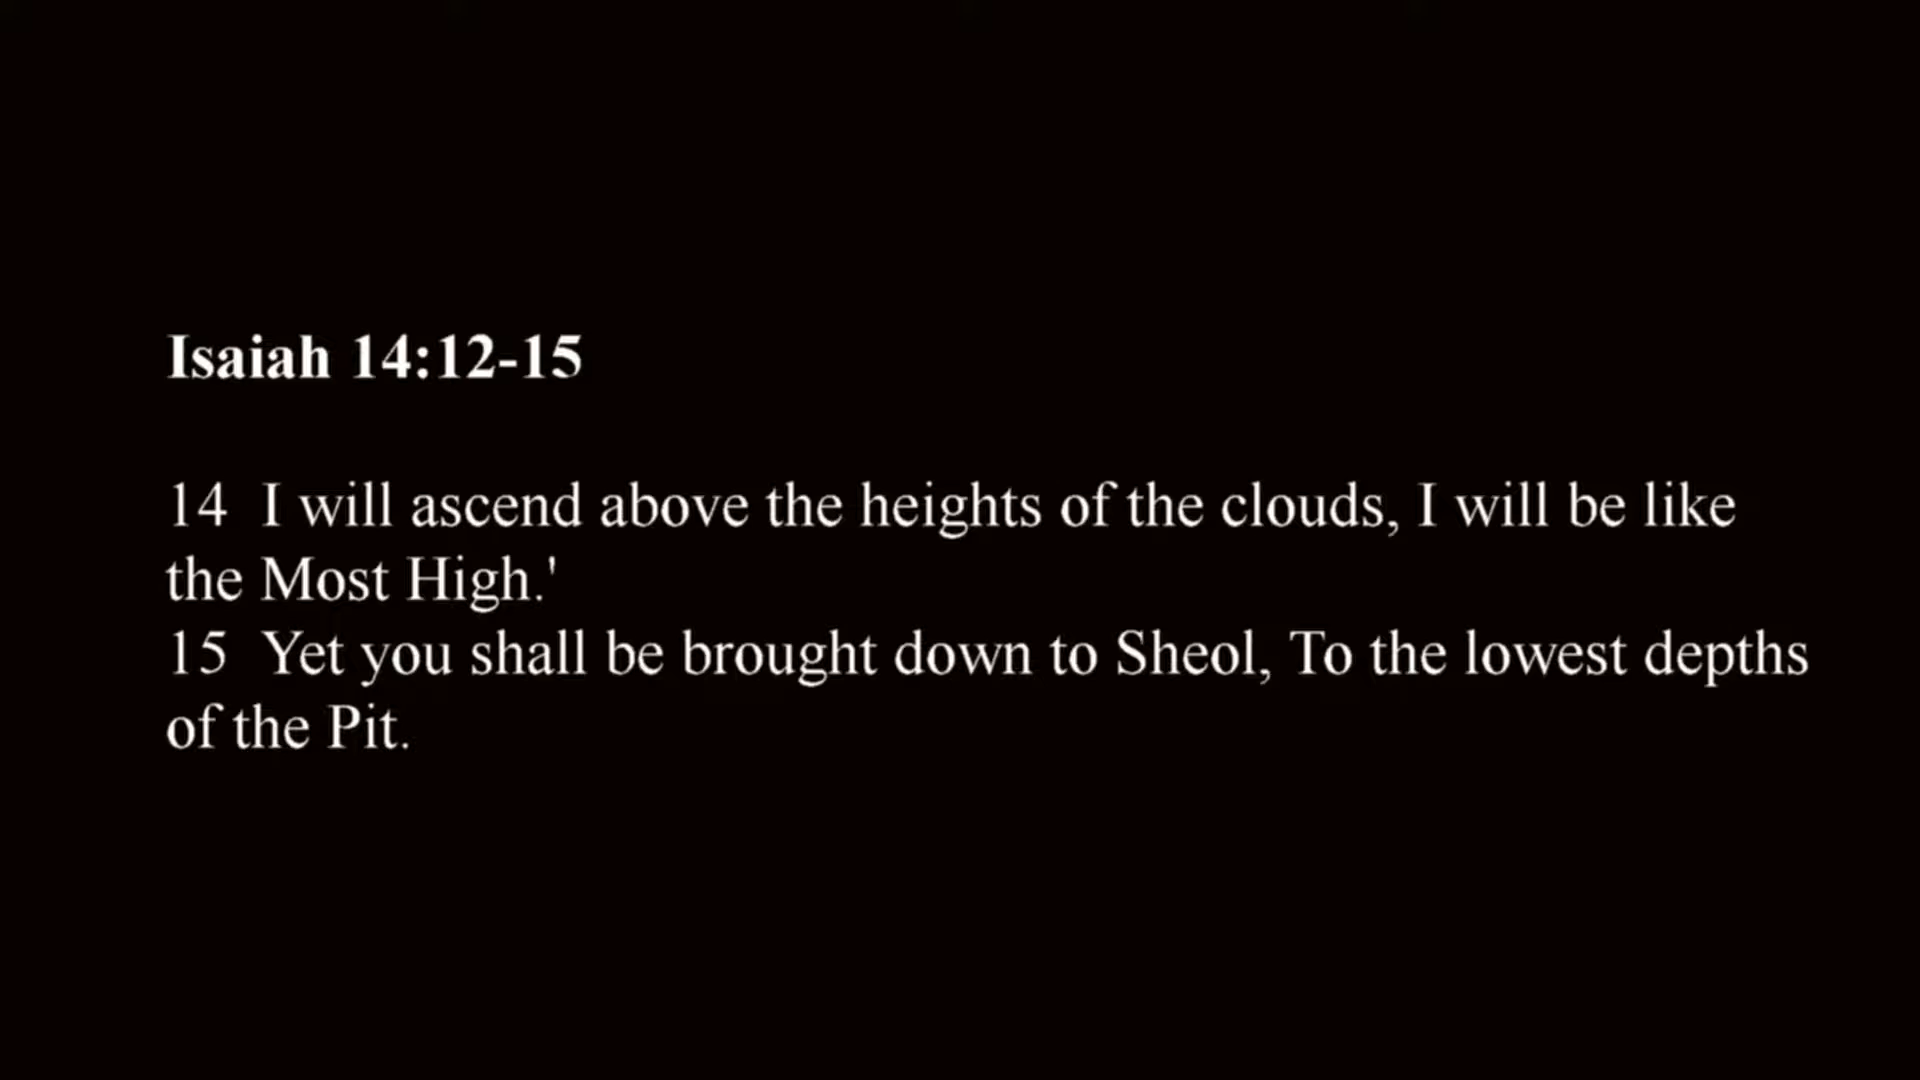 Isaiah 14:12-15
14 I will ascend above the heights of the clouds, I will be like
the Most High.'
15 Yet you shall be brought down to Sheol, To the lowest depths
of the Pit.